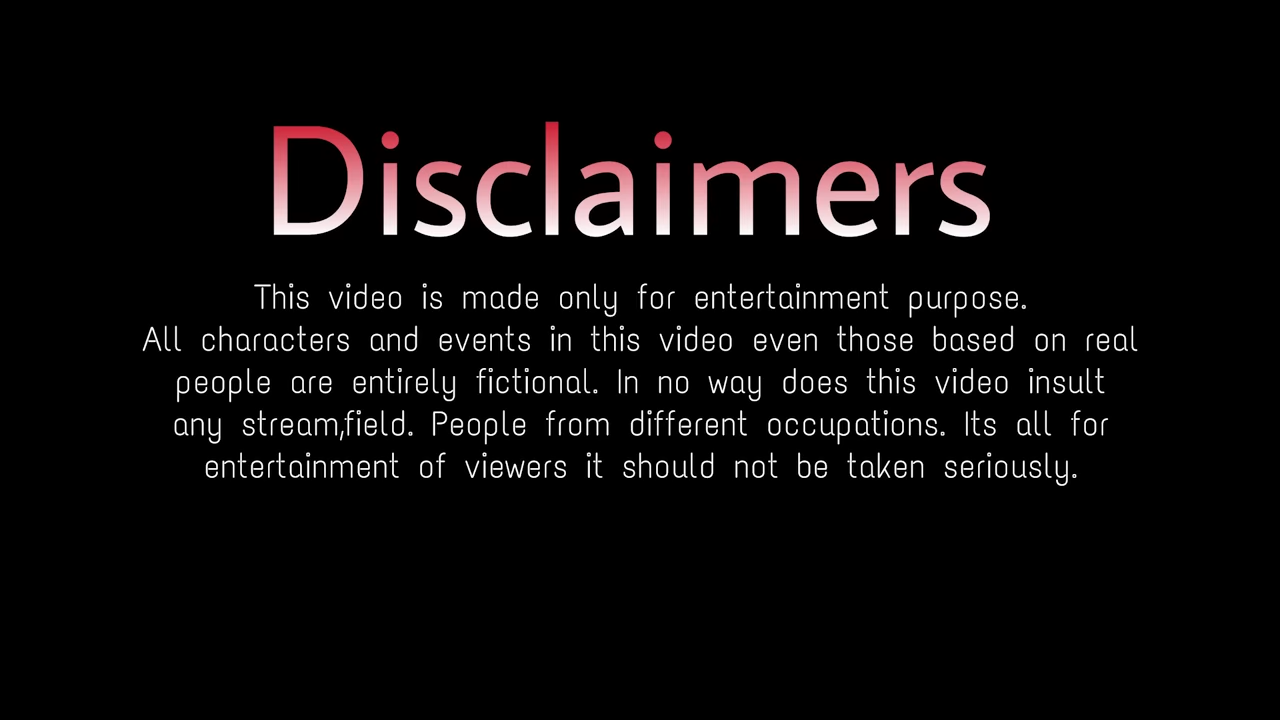 Disclaimers
This video is made only for entertainment purpose.
All characters and events in this video even those based on real
people are entirely fictional. In no way does this video insult
any stream,field. People from different occupations. Its all for
entertainment of viewers it should not be taken seriously.